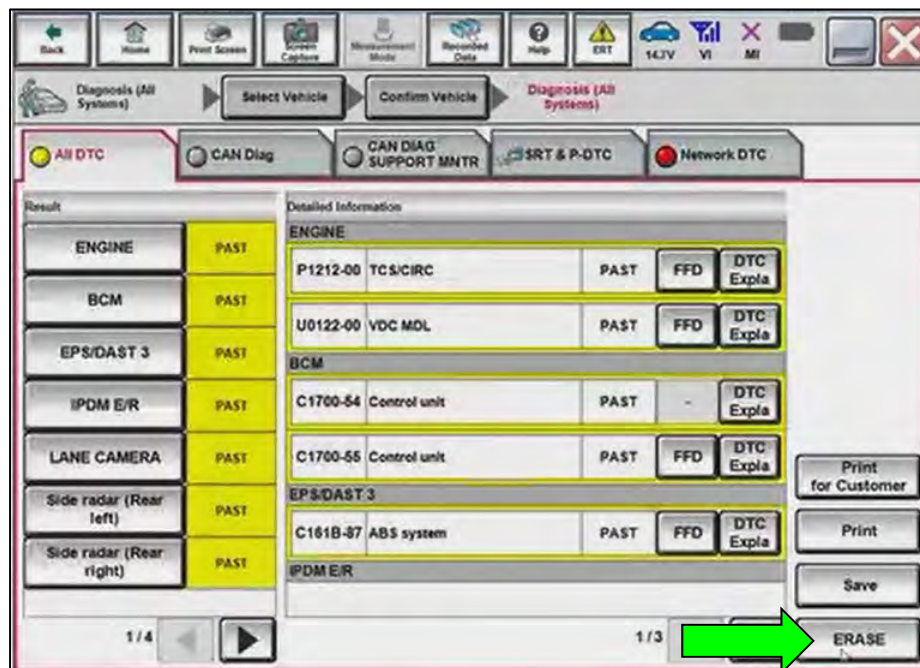 Back
Home
Print Screen
Screen Capture
Measurement Mode
Recorded Data
Help
ERT
14.7V
VI
MI
Diagnosis (All Systems)
Select Vehicle
Confirm Vehicle
Diagnosis (All Systems)
All DTC
CAN Diag
CAN DIAG SUPPORT MNTR
SRT & P-DTC
Network DTC
Result
Detailed Information
ENGINE PAST
BCM PAST
EPS/DAST 3 PAST
IPDM E/R PAST
LANE CAMERA PAST
Side radar (Rear left) PAST
Side radar (Rear right) PAST
1/4
ENGINE
P1212-00 TCS/CIRC PAST FFD DTC Expla
U0122-00 VDC MDL PAST FFD DTC Expla
BCM
C1700-54 Control unit PAST - DTC Expla
C1700-55 Control unit PAST FFD DTC Expla
EPS/DAST 3
C161B-87 ABS system PAST FFD DTC Expla
IPDM E/R
1/3
Print for Customer
Print
Save
ERASE